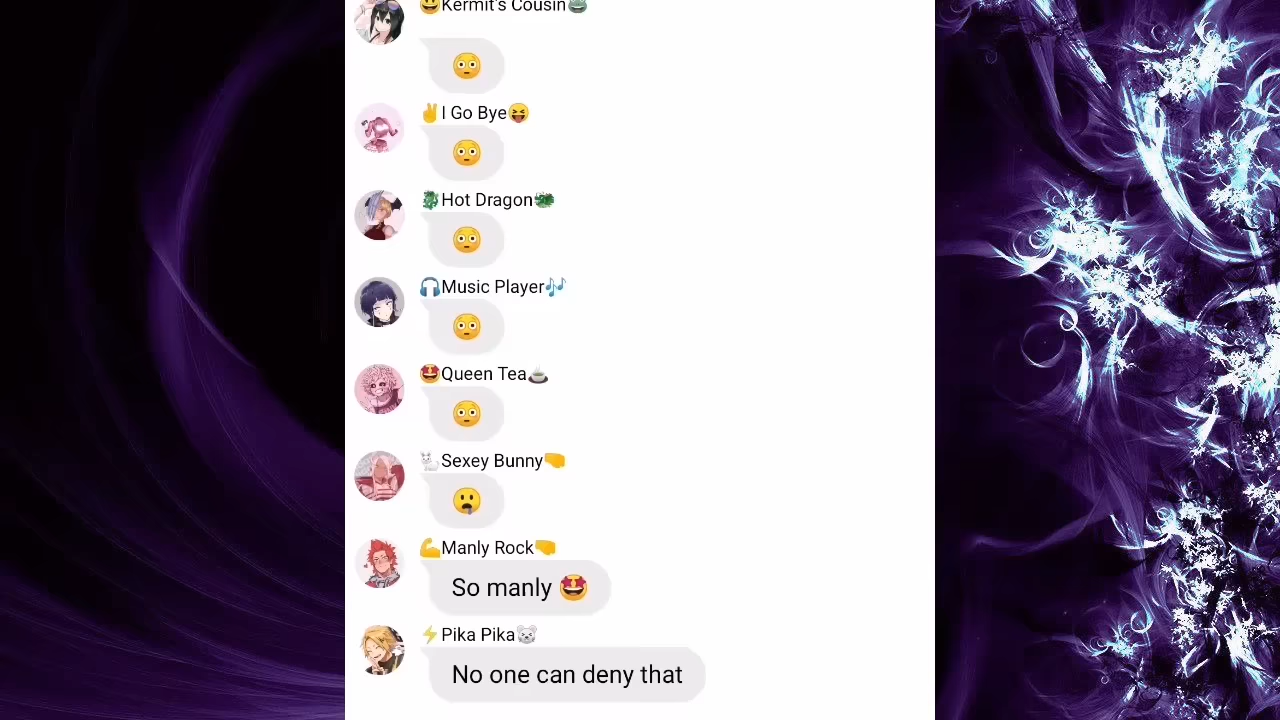 😃Kermit's Cousin🐸
😳
✌I Go Bye😝
😳
🐉Hot Dragon🐲
😳
🎧Music Player🎶
😳
🤩Queen Tea☕
😳
🐇Sexey Bunny🤜
😲
💪Manly Rock🤜
So manly 🤩
⚡Pika Pika🐭
No one can deny that